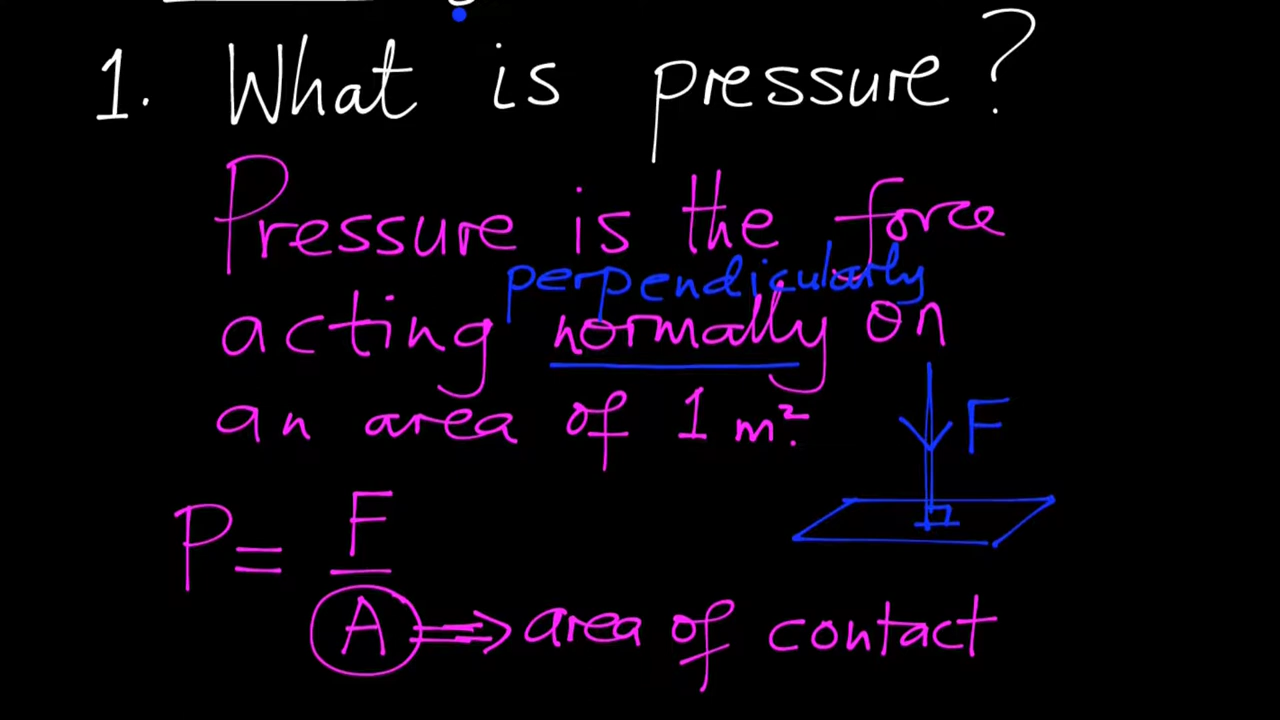 1. What is pressure?
Pressure is the force
perpendicularly
acting normally on
an area of 1 m².
F
P = F
A ⇒ area of contact